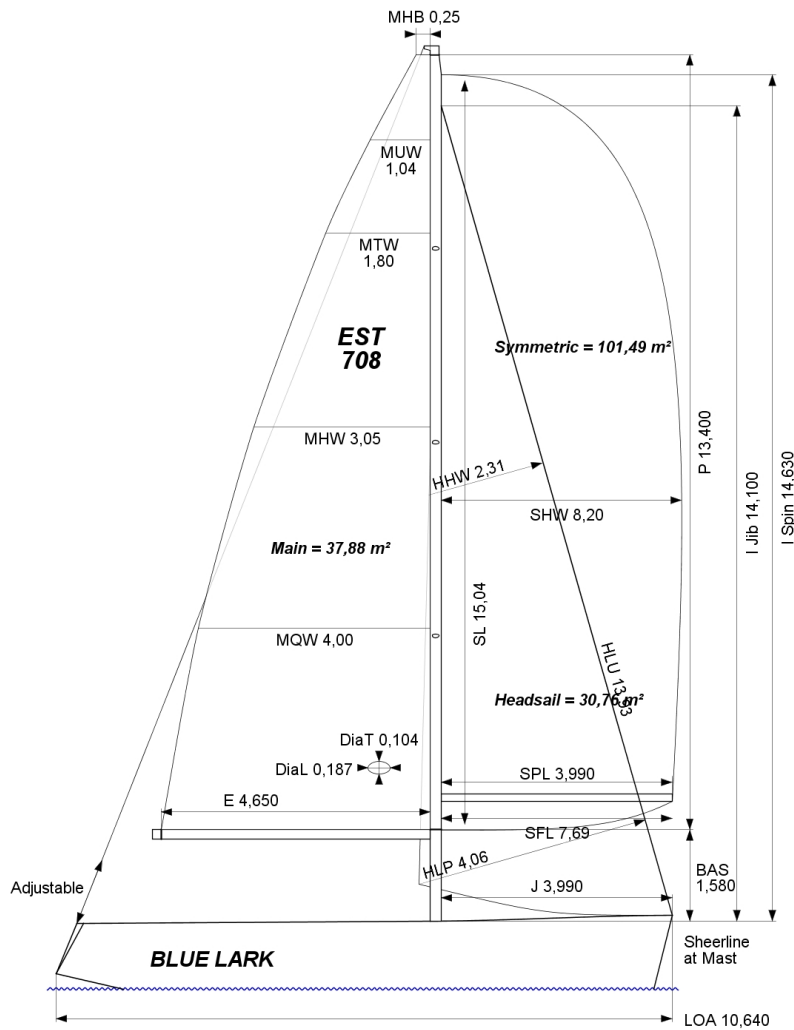 MHB 0,25
MUW
1,04
MTW
1,80
EST
708
Symmetric = 101,49 m²
P 13,400
MHW 3,05
HHW 2,31
I Jib 14,100
I Spin 14.630
SHW 8,20
Main = 37,88 m²
SL 15,04
MQW 4,00
HLU 13,93
Headsail = 30,76 m²
DiaT 0,104
DiaL 0,187
SPL 3,990
E 4,650
SFL 7,69
HLP 4,06
BAS
1,580
Adjustable
J 3,990
BLUE LARK
Sheerline
at Mast
LOA 10,640